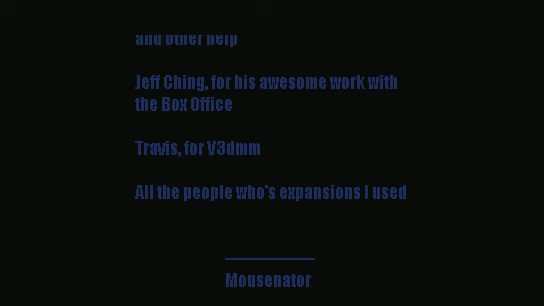 and other help
Jeff Ching, for his awesome work with
the Box Office
Travis, for V3dmm
All the people who's expansions I used
Mousenator